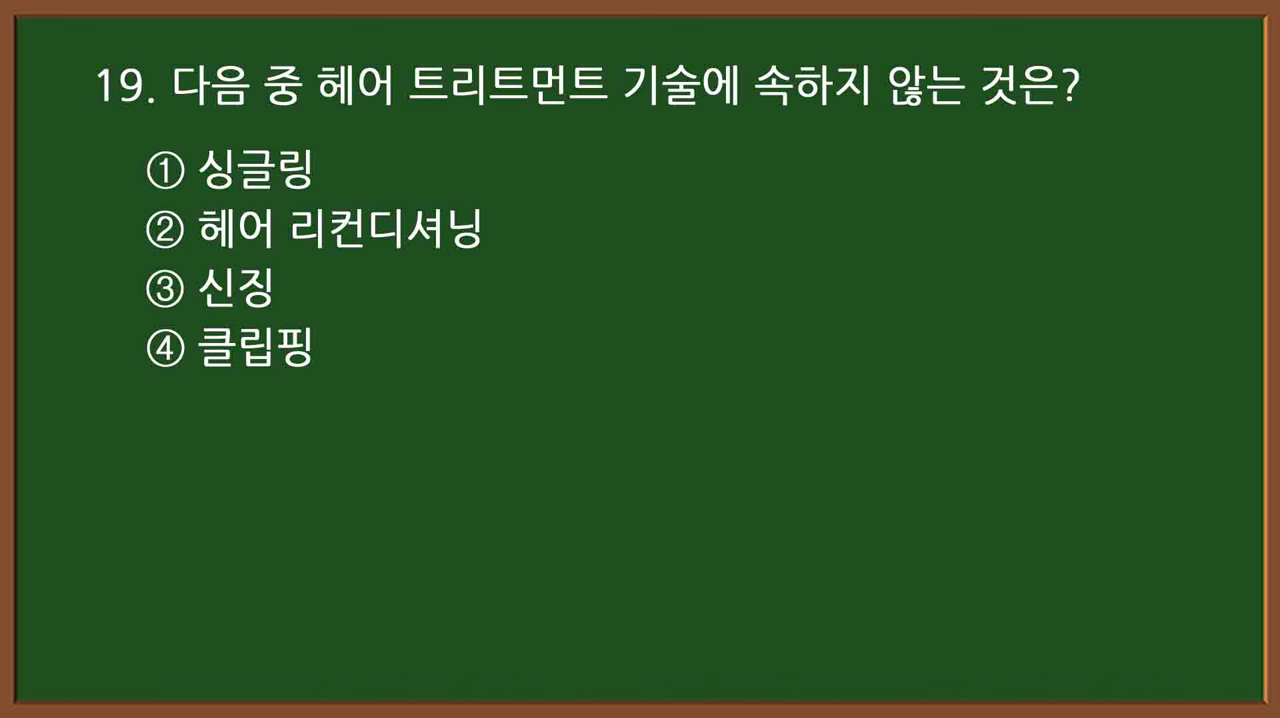 19. 다음 중 헤어 트리트먼트 기술에 속하지 않는 것은?
① 싱글링
② 헤어 리컨디셔닝
③ 신징
④ 클립핑